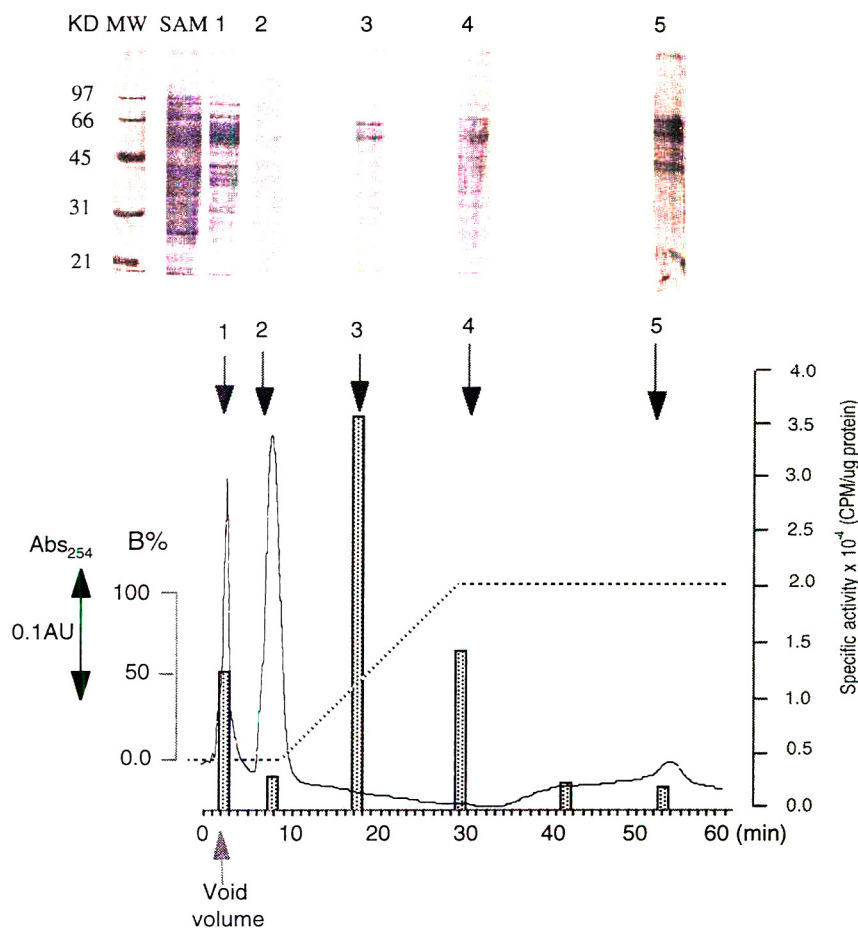 KD MW SAM 1 2 3 4 5
97
66
45
31
21
1 2 3 4 5
4.0
3.5
3.0
2.5
2.0
1.5
1.0
0.5
0.0
Specific activity x 10⁻⁴ (CPM/ug protein)
Abs₂₅₄
0.1AU
B%
100
50
0.0
0 10 20 30 40 50 60 (min)
Void
volume